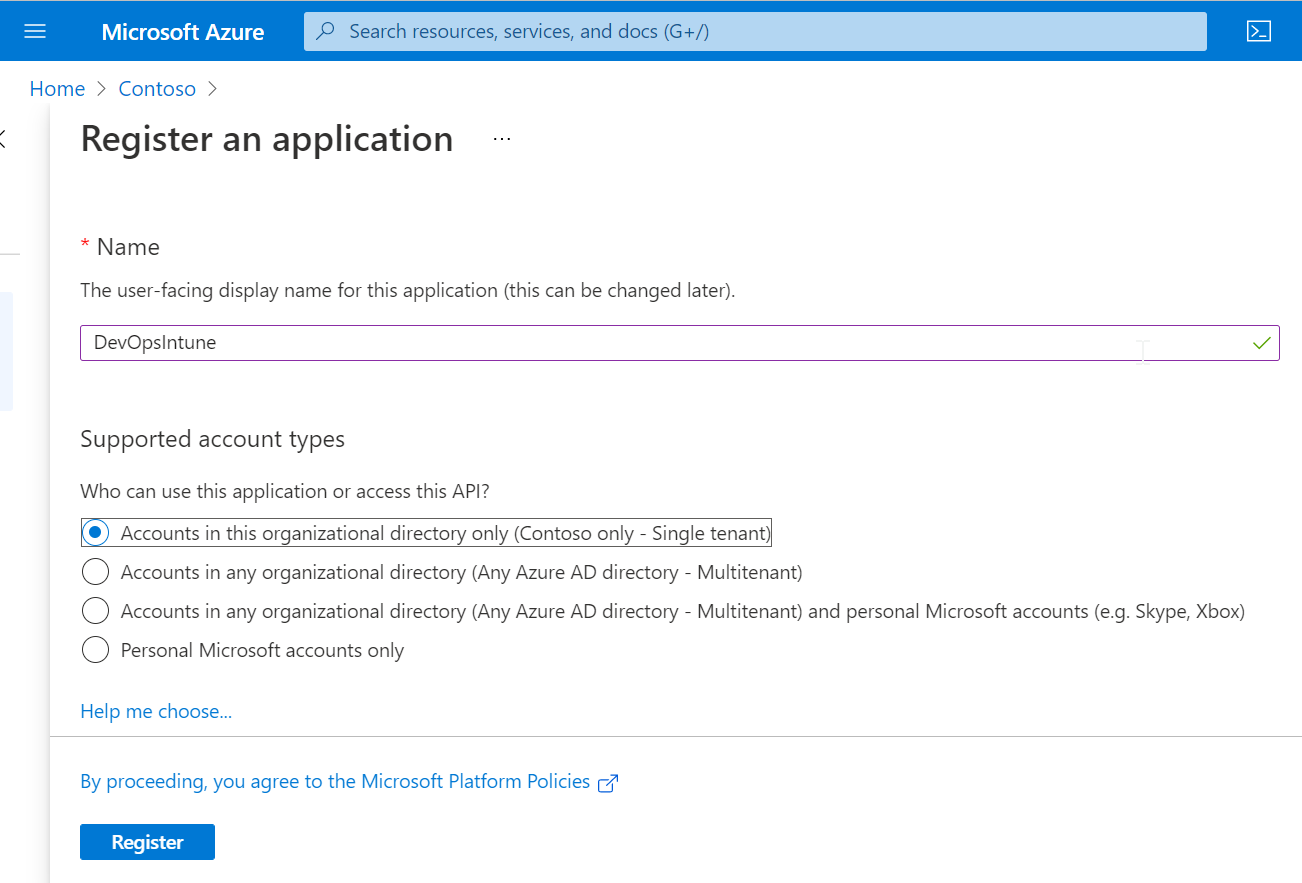 Microsoft Azure
Search resources, services, and docs (G+/)
Home > Contoso >
Register an application ...
* Name
The user-facing display name for this application (this can be changed later).
DevOpsIntune
Supported account types
Who can use this application or access this API?
Accounts in this organizational directory only (Contoso only - Single tenant)
Accounts in any organizational directory (Any Azure AD directory - Multitenant)
Accounts in any organizational directory (Any Azure AD directory - Multitenant) and personal Microsoft accounts (e.g. Skype, Xbox)
Personal Microsoft accounts only
Help me choose...
By proceeding, you agree to the Microsoft Platform Policies
Register